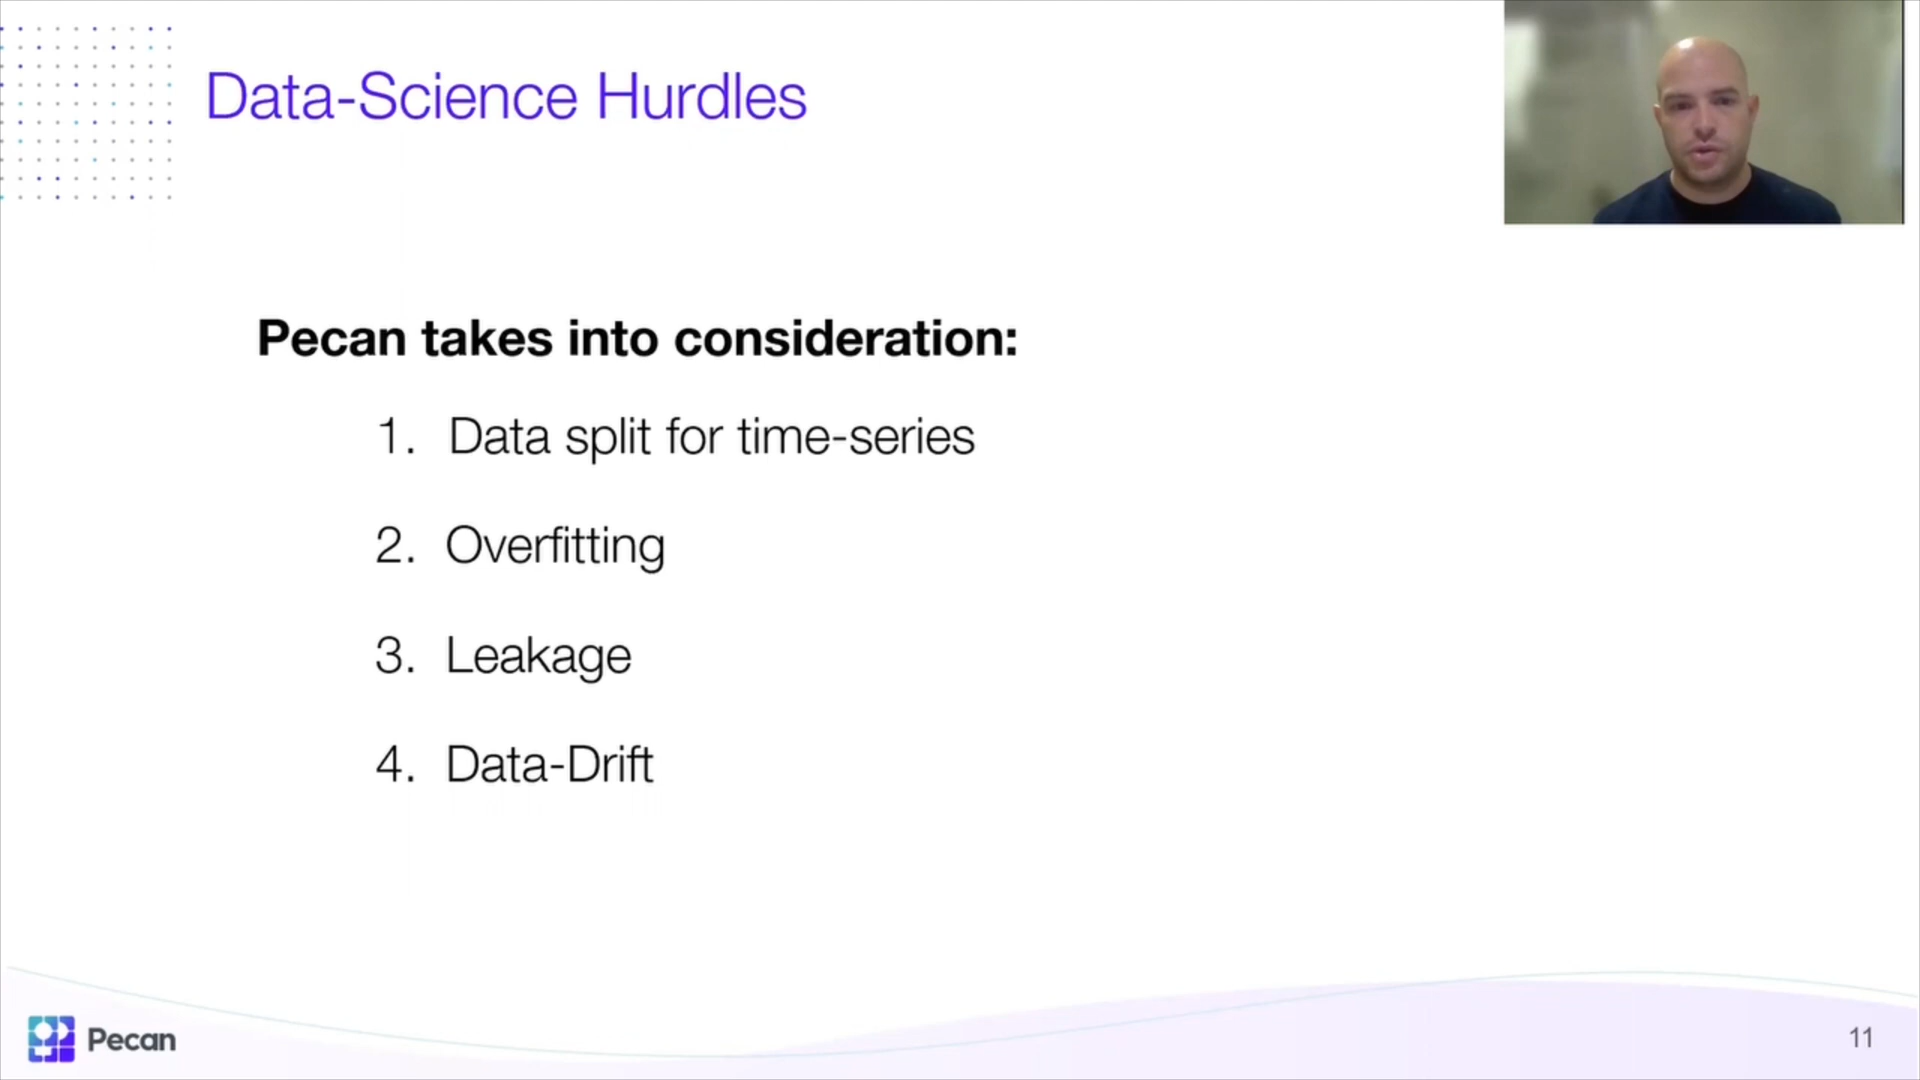 Data-Science Hurdles
Pecan takes into consideration:
1. Data split for time-series
2. Overfitting
3. Leakage
4. Data-Drift
Pecan
11